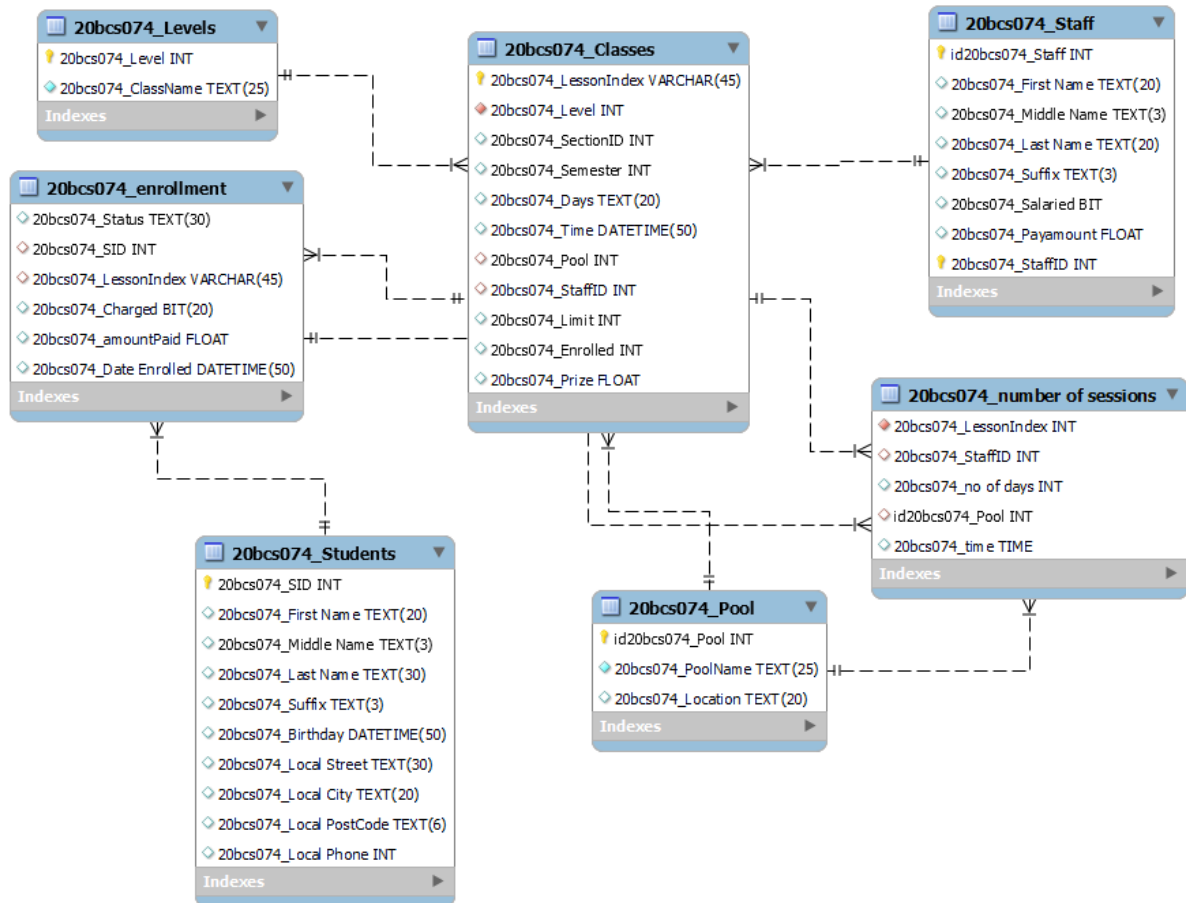 20bcs074_Levels
20bcs074_Level INT
20bcs074_ClassName TEXT(25)
Indexes
20bcs074_enrollment
20bcs074_Status TEXT(30)
20bcs074_SID INT
20bcs074_LessonIndex VARCHAR(45)
20bcs074_Charged BIT(20)
20bcs074_amountPaid FLOAT
20bcs074_Date Enrolled DATETIME(50)
Indexes
20bcs074_Students
20bcs074_SID INT
20bcs074_First Name TEXT(20)
20bcs074_Middle Name TEXT(3)
20bcs074_Last Name TEXT(30)
20bcs074_Suffix TEXT(3)
20bcs074_Birthday DATETIME(50)
20bcs074_Local Street TEXT(30)
20bcs074_Local City TEXT(20)
20bcs074_Local PostCode TEXT(6)
20bcs074_Local Phone INT
Indexes
20bcs074_Classes
20bcs074_LessonIndex VARCHAR(45)
20bcs074_Level INT
20bcs074_SectionID INT
20bcs074_Semester INT
20bcs074_Days TEXT(20)
20bcs074_Time DATETIME(50)
20bcs074_Pool INT
20bcs074_StaffID INT
20bcs074_Limit INT
20bcs074_Enrolled INT
20bcs074_Prize FLOAT
Indexes
20bcs074_Pool
id20bcs074_Pool INT
20bcs074_PoolName TEXT(25)
20bcs074_Location TEXT(20)
Indexes
20bcs074_Staff
id20bcs074_Staff INT
20bcs074_First Name TEXT(20)
20bcs074_Middle Name TEXT(3)
20bcs074_Last Name TEXT(20)
20bcs074_Suffix TEXT(3)
20bcs074_Salaried BIT
20bcs074_Payamount FLOAT
20bcs074_StaffID INT
Indexes
20bcs074_number of sessions
20bcs074_LessonIndex INT
20bcs074_StaffID INT
20bcs074_no of days INT
id20bcs074_Pool INT
20bcs074_time TIME
Indexes